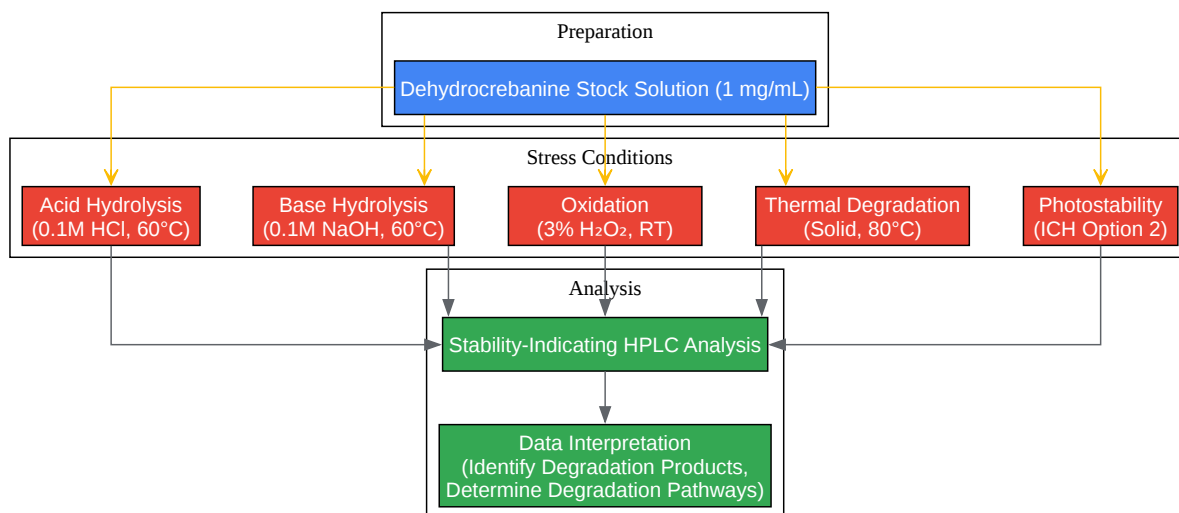 Preparation
Dehydrocrebanine Stock Solution (1 mg/mL)
Stress Conditions
Acid Hydrolysis
(0.1M HCl, 60°C)
Base Hydrolysis
(0.1M NaOH, 60°C)
Oxidation
(3% H₂O₂, RT)
Thermal Degradation
(Solid, 80°C)
Photostability
(ICH Option 2)
Analysis
Stability-Indicating HPLC Analysis
Data Interpretation
(Identify Degradation Products,
Determine Degradation Pathways)